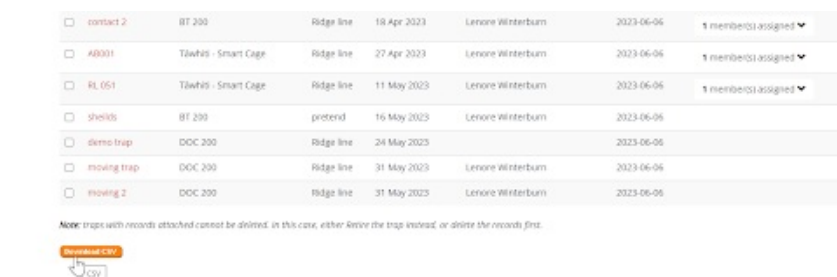 contact 2 BT 200 Ridge line 18 Apr 2023 Lenore Winterburn 2023-06-06 1 member(s) assigned
AB001 Tāwhiti - Smart Cage Ridge line 27 Apr 2023 Lenore Winterburn 2023-06-06 1 member(s) assigned
RL 051 Tāwhiti - Smart Cage Ridge line 11 May 2023 Lenore Winterburn 2023-06-06 1 member(s) assigned
sheilds BT 200 pretend 16 May 2023 Lenore Winterburn 2023-06-06
demo trap DOC 200 Ridge line 24 May 2023 2023-06-06
moving trap DOC 200 Ridge line 31 May 2023 Lenore Winterburn 2023-06-06
moving 2 DOC 200 Ridge line 31 May 2023 Lenore Winterburn 2023-06-06
Note: traps with records attached cannot be deleted. In this case, either Retire the trap instead, or delete the records first.
Download CSV
CSV